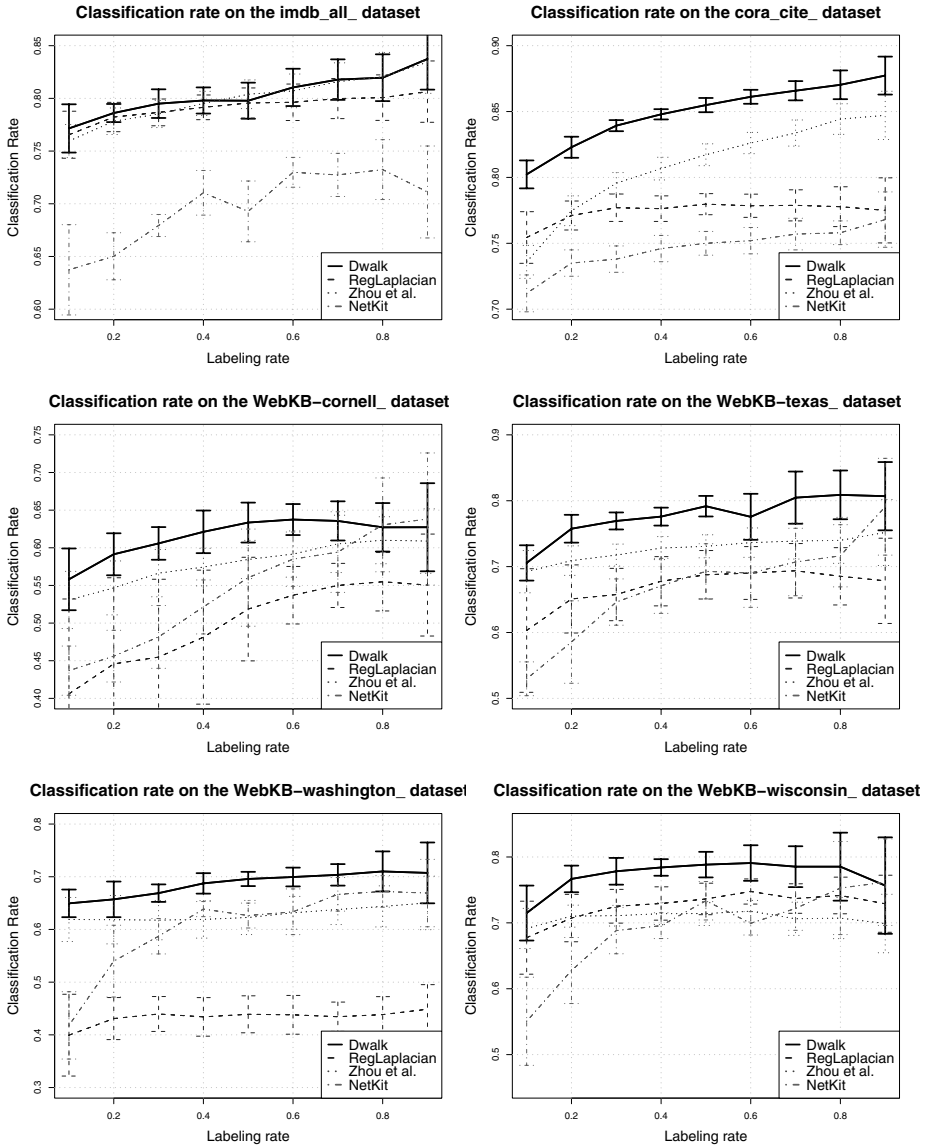 Classification rate on the imdb_all_ dataset
Classification Rate
0.85
0.80
0.75
0.70
0.65
0.60
Dwalk
RegLaplacian
Zhou et al.
NetKit
0.2 0.4 0.6 0.8
Labeling rate
Classification rate on the cora_cite_ dataset
Classification Rate
0.90
0.85
0.80
0.75
0.70
Dwalk
RegLaplacian
Zhou et al.
NetKit
0.2 0.4 0.6 0.8
Labeling rate
Classification rate on the WebKB−cornell_ dataset
Classification Rate
0.75
0.70
0.65
0.60
0.55
0.50
0.45
0.40
Dwalk
RegLaplacian
Zhou et al.
NetKit
0.2 0.4 0.6 0.8
Labeling rate
Classification rate on the WebKB−texas_ dataset
Classification Rate
0.9
0.8
0.7
0.6
0.5
Dwalk
RegLaplacian
Zhou et al.
NetKit
0.2 0.4 0.6 0.8
Labeling rate
Classification rate on the WebKB−washington_ dataset
Classification Rate
0.8
0.7
0.6
0.5
0.4
0.3
Dwalk
RegLaplacian
Zhou et al.
NetKit
0.2 0.4 0.6 0.8
Labeling rate
Classification rate on the WebKB−wisconsin_ dataset
Classification Rate
0.8
0.7
0.6
0.5
Dwalk
RegLaplacian
Zhou et al.
NetKit
0.2 0.4 0.6 0.8
Labeling rate